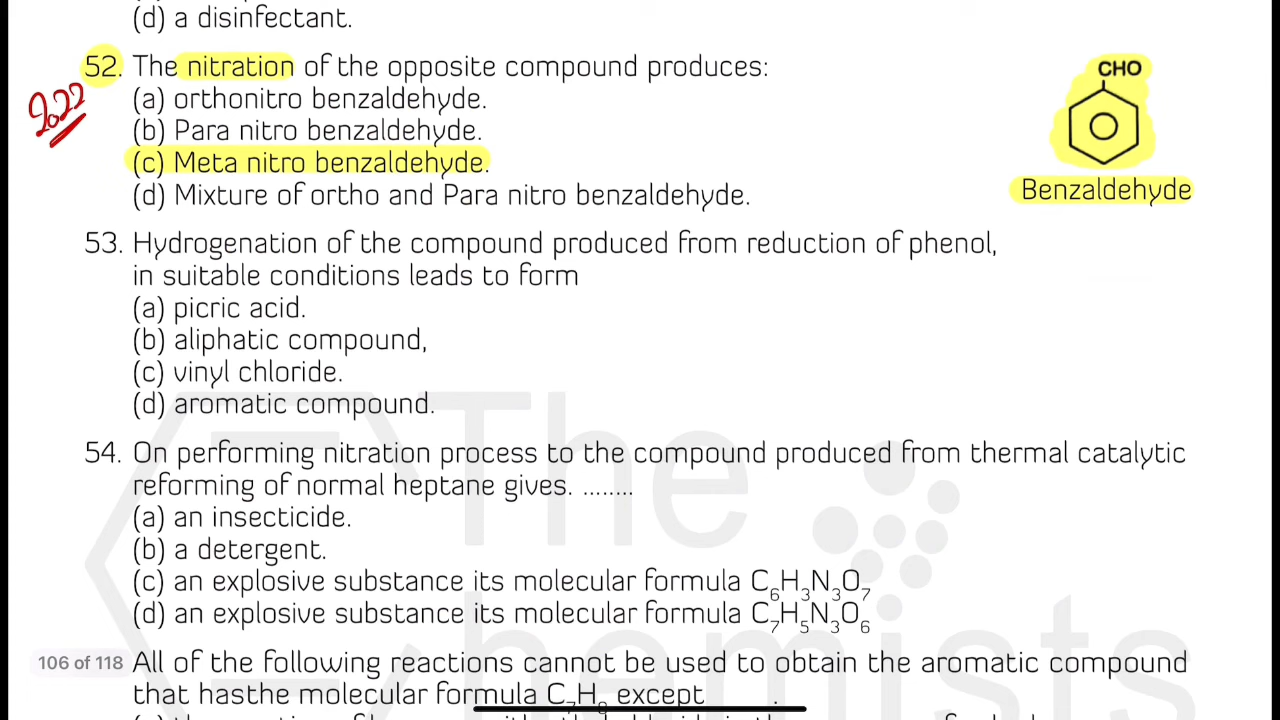 (d) a disinfectant.
52. The nitration of the opposite compound produces:
CHO
2022
(a) orthonitro benzaldehyde.
(b) Para nitro benzaldehyde.
(c) Meta nitro benzaldehyde.
(d) Mixture of ortho and Para nitro benzaldehyde.
Benzaldehyde
53. Hydrogenation of the compound produced from reduction of phenol,
in suitable conditions leads to form
(a) picric acid.
(b) aliphatic compound,
(c) vinyl chloride.
(d) aromatic compound.
54. On performing nitration process to the compound produced from thermal catalytic
reforming of normal heptane gives. ........
(a) an insecticide.
(b) a detergent.
(c) an explosive substance its molecular formula C₆H₃N₃O₇
(d) an explosive substance its molecular formula C₇H₅N₃O₆
106 of 118 All of the following reactions cannot be used to obtain the aromatic compound
that hasthe molecular formula C₇H₈ except
The
hemists